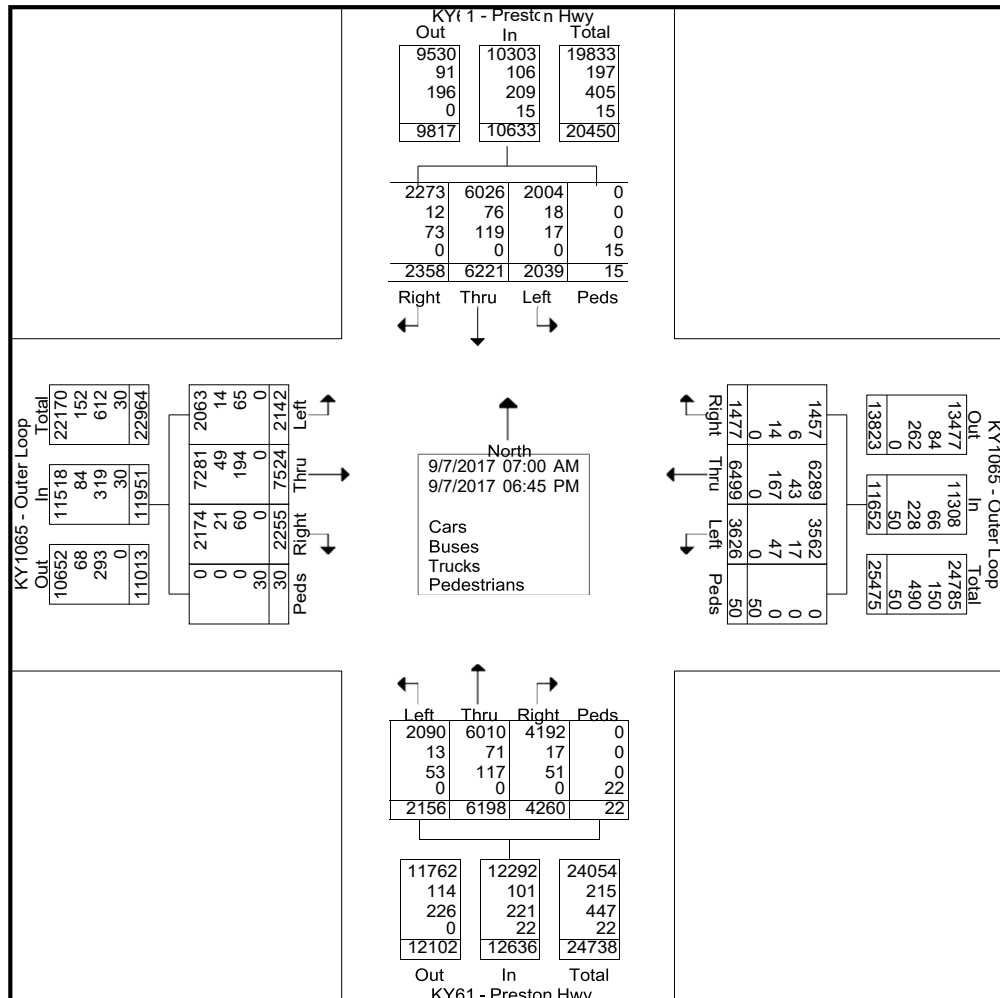 KY61 - Preston Hwy
Out In Total
9530 10303 19833
91 106 197
196 209 405
0 15 15
9817 10633 20450
2273 6026 2004 0
12 76 18 0
73 119 17 0
0 0 0 15
2358 6221 2039 15
Right Thru Left Peds
KY1065 - Outer Loop
Total
22170
152
612
30
22964
In
11518
84
319
30
11951
Out
10652
68
293
0
11013
2063
14
65
0
2142
Left
7281
49
194
0
7524
Thru
2174
21
60
0
2255
Right
0
0
0
30
30
Peds
North
9/7/2017 07:00 AM
9/7/2017 06:45 PM
Cars
Buses
Trucks
Pedestrians
Right
1457
6
14
0
1477
Thru
6289
43
167
0
6499
Left
3562
17
47
0
3626
Peds
0
0
0
50
50
KY1065 - Outer Loop
Out
13477
84
262
0
13823
In
11308
66
228
50
11652
Total
24785
150
490
50
25475
Left Thru Right Peds
2090 6010 4192 0
13 71 17 0
53 117 51 0
0 0 0 22
2156 6198 4260 22
11762 12292 24054
114 101 215
226 221 447
0 22 22
12102 12636 24738
Out In Total
KY61 - Preston Hwy